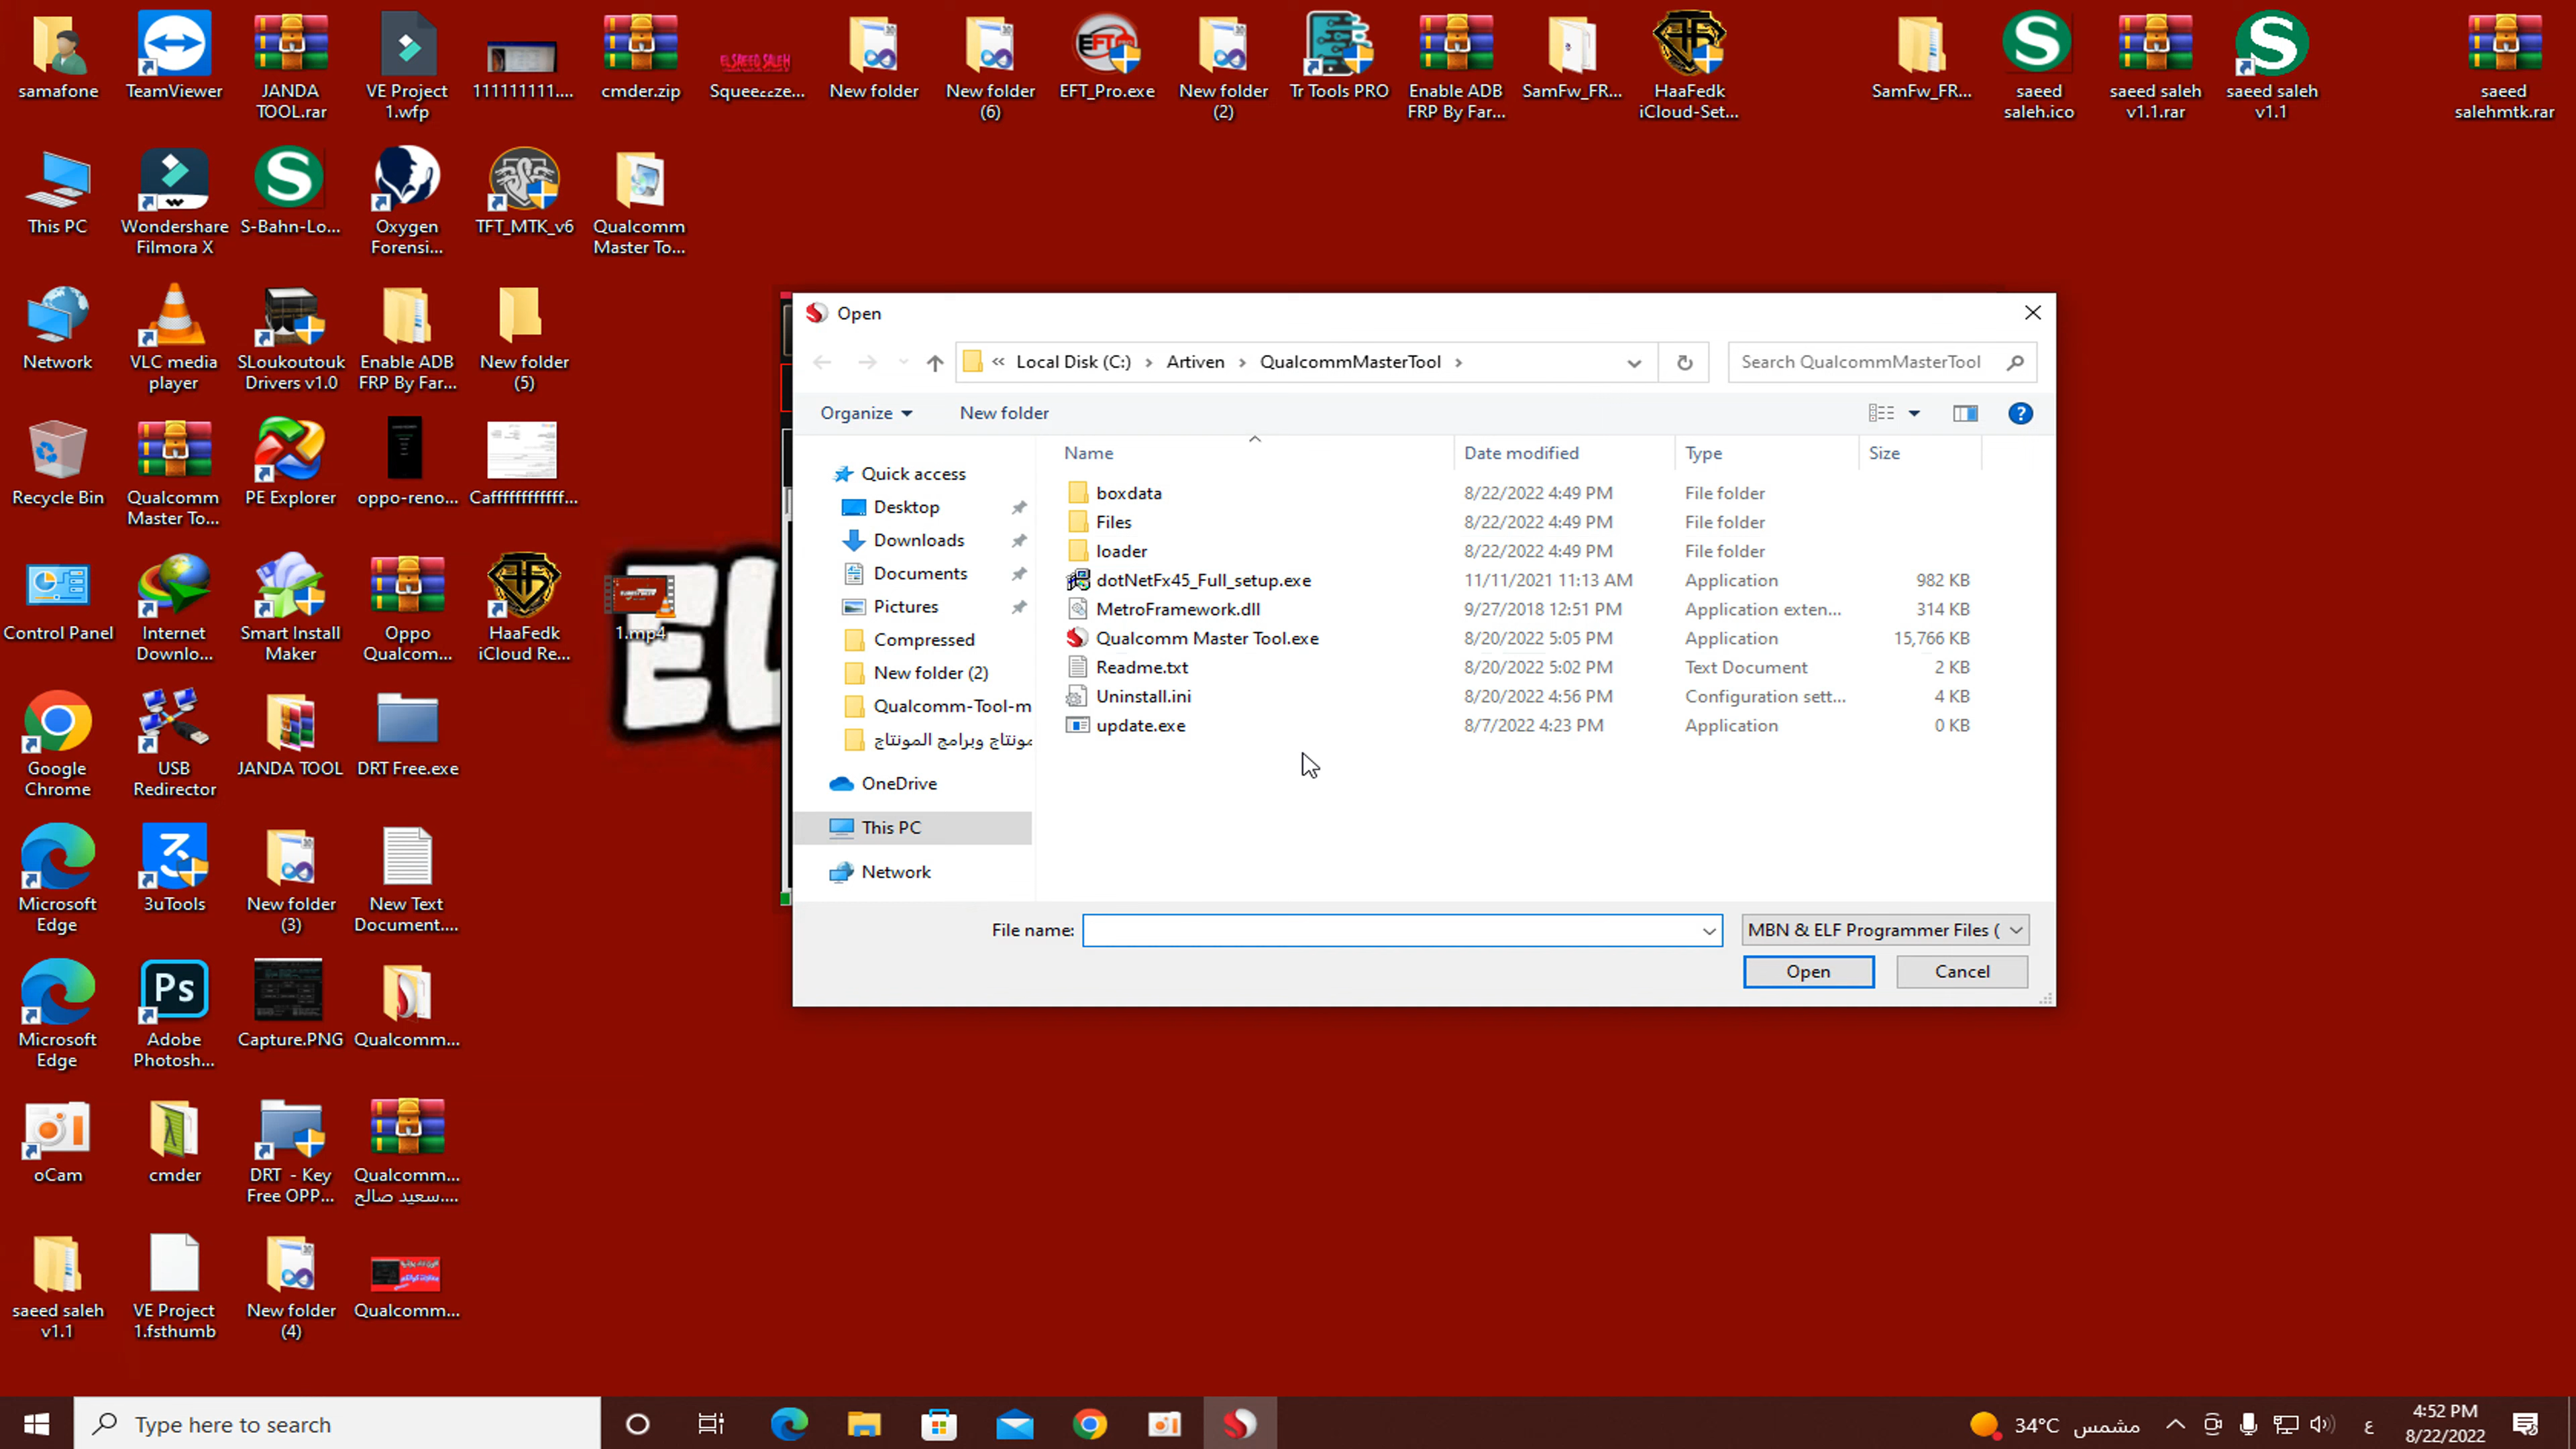 samafone
TeamViewer
JANDA
TOOL.rar
VE Project
1.wfp
111111111....
cmder.zip
ELSAEED SALEH
New folder
New folder
(6)
EFT_Pro.exe
New folder
(2)
Tr Tools PRO
Enable ADB
FRP By Far...
SamFw_FR...
HaaFedk
iCloud-Set...
SamFw_FR...
saeed
saleh.ico
saeed saleh
v1.1.rar
saeed saleh
v1.1
saeed
salehmtk.rar
This PC
Wondershare
Filmora X
S-Bahn-Lo...
Oxygen
Forensi...
TFT_MTK_v6
Qualcomm
Master To...
Network
VLC media
player
SLoukoutouk
Drivers v1.0
Enable ADB
FRP By Far...
New folder
(5)
Recycle Bin
Qualcomm
Master To...
PE Explorer
oppo-reno...
Caffffffffffff...
Control Panel
Internet
Downlo...
Smart Install
Maker
Oppo
Qualcom...
HaaFedk
iCloud Re...
1.mp4
Google
Chrome
USB
Redirector
JANDA TOOL
DRT Free.exe
Microsoft
Edge
3uTools
New folder
(3)
New Text
Document....
Microsoft
Edge
Ps
Adobe
Photosh...
Capture.PNG
Qualcomm...
oCam
cmder
DRT - Key
Free OPP...
Qualcomm...
سعيد صالح....
saeed saleh
v1.1
VE Project
1.fsthumb
New folder
(4)
Qualcomm...
Open
« Local Disk (C:) › Artiven › QualcommMasterTool ›
Search QualcommMasterTool
Organize
New folder
Name Date modified Type Size
Quick access
Desktop
Downloads
Documents
Pictures
Compressed
New folder (2)
Qualcomm-Tool-m
مونتاج وبرامج المونتاج
OneDrive
This PC
Network
boxdata 8/22/2022 4:49 PM File folder
Files 8/22/2022 4:49 PM File folder
loader 8/22/2022 4:49 PM File folder
dotNetFx45_Full_setup.exe 11/11/2021 11:13 AM Application 982 KB
MetroFramework.dll 9/27/2018 12:51 PM Application exten... 314 KB
Qualcomm Master Tool.exe 8/20/2022 5:05 PM Application 15,766 KB
Readme.txt 8/20/2022 5:02 PM Text Document 2 KB
Uninstall.ini 8/20/2022 4:56 PM Configuration sett... 4 KB
update.exe 8/7/2022 4:23 PM Application 0 KB
File name:
MBN & ELF Programmer Files (
Open
Cancel
Type here to search
34°C مشمس
ع
4:52 PM
8/22/2022